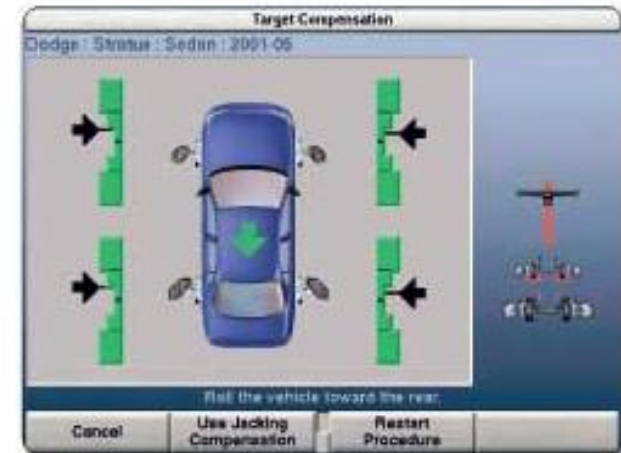 Target Compensation
Dodge : Stratus : Sedan : 2001-06
Roll the vehicle toward the rear.
Cancel
Use Jacking
Compensation
Restart
Procedure